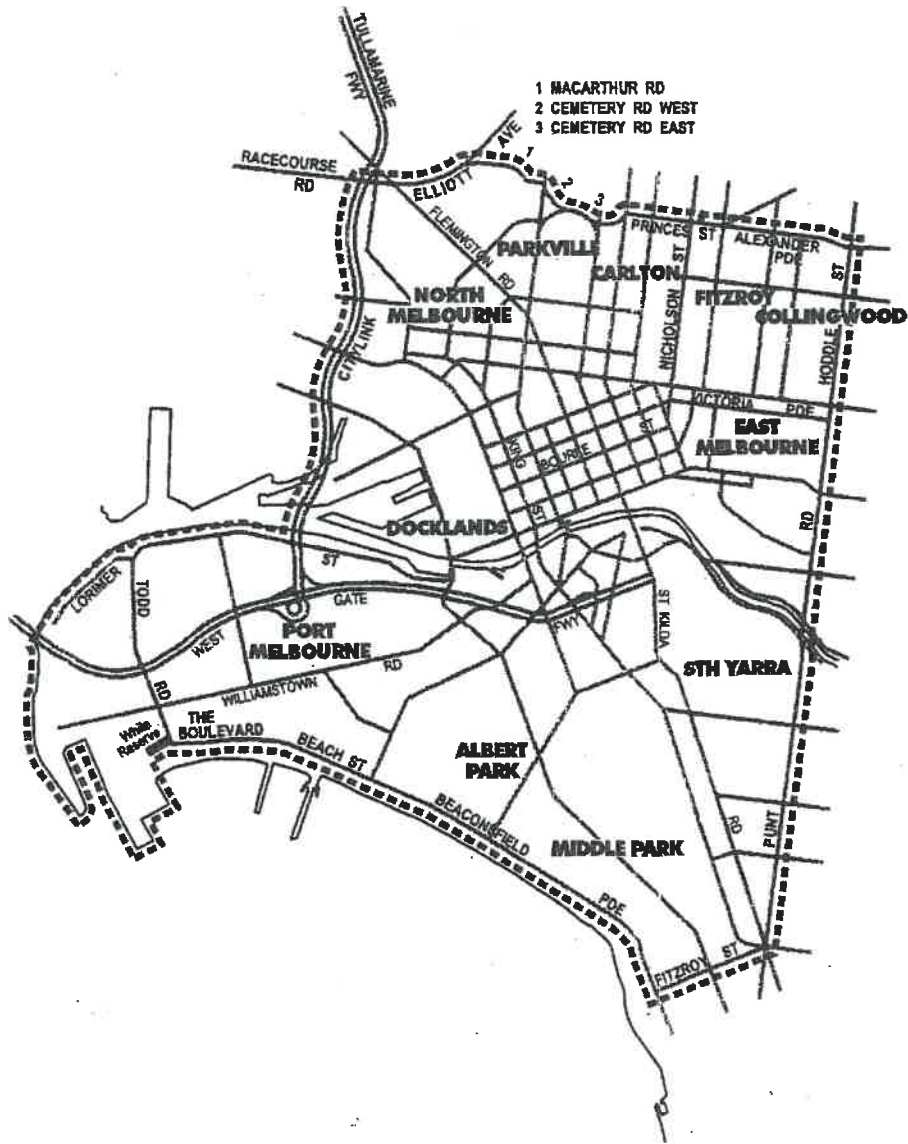 TULLAMARINE
FWY
1 MACARTHUR RD
2 CEMETERY RD WEST
3 CEMETERY RD EAST
AVE
1
2
3
RACECOURSE
RD
ELLIOTT
FLEMINGTON
RD
PRINCES ST
ALEXANDER
PDE
PARKVILLE
CARLTON
NICHOLSON ST
FITZROY
COLLINGWOOD
HODDLE ST
NORTH
MELBOURNE
CITYLINK
VICTORIA PDE
EAST
MELBOURNE
KING ST
BOURKE ST
DOCKLANDS
RD
LORIMER
ST
TODD
RD
WEST
GATE
FWY
ST KILDA
RD
PORT
MELBOURNE
STH YARRA
WILLIAMSTOWN
RD
White
Reserve
THE
BOULEVARD
BEACH ST
ALBERT
PARK
BEACONSFIELD
PDE
MIDDLE PARK
PUNT
FITZROY ST